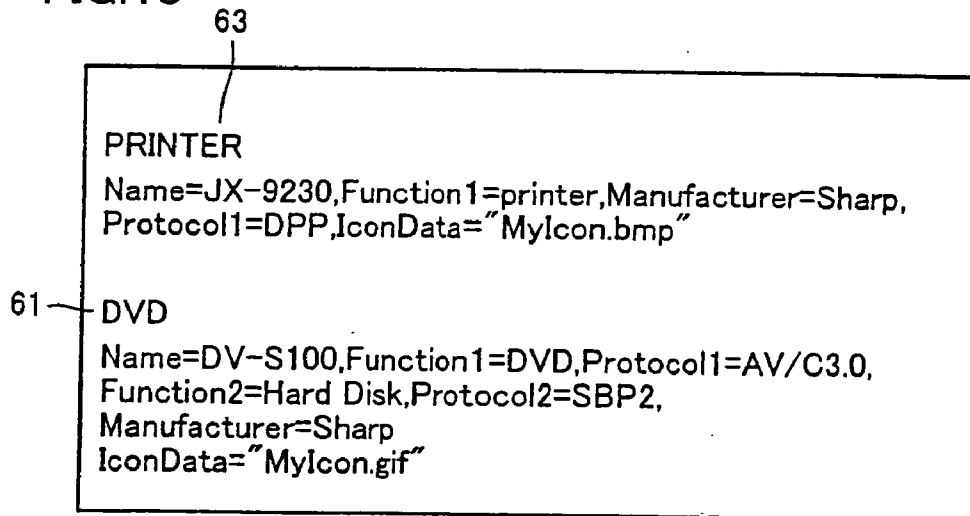 63
PRINTER
Name=JX-9230,Function1=printer,Manufacturer=Sharp,
Protocol1=DPP,IconData="MyIcon.bmp"
61
DVD
Name=DV-S100,Function1=DVD,Protocol1=AV/C3.0,
Function2=Hard Disk,Protocol2=SBP2,
Manufacturer=Sharp
IconData="MyIcon.gif"